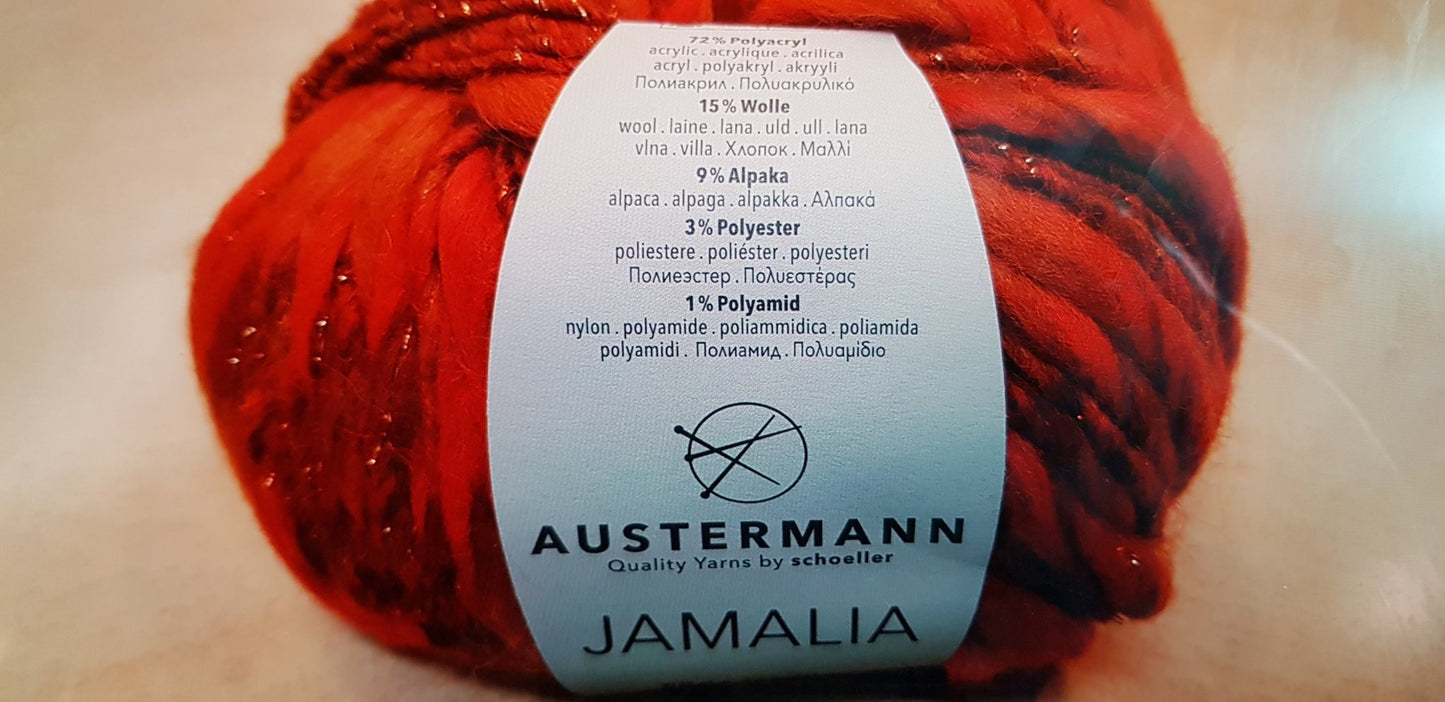 72% Polyacryl
acrylic . acrylique . acrilica
acryl . polyakryl . akryyli
Полиакрил . Πολυακρυλικό
15% Wolle
wool . laine . lana . uld . ull . lana
vlna . villa . Хлопок . Μαλλί
9% Alpaka
alpaca . alpaga . alpakka . Αλπακά
3% Polyester
poliestere . poliéster . polyesteri
Полиеэстер . Πολυεστέρας
1% Polyamid
nylon . polyamide . poliammidica . poliamida
polyamidi . Полиамид . Πολυαμίδιο
AUSTERMANN
Quality Yarns by schoeller
JAMALIA